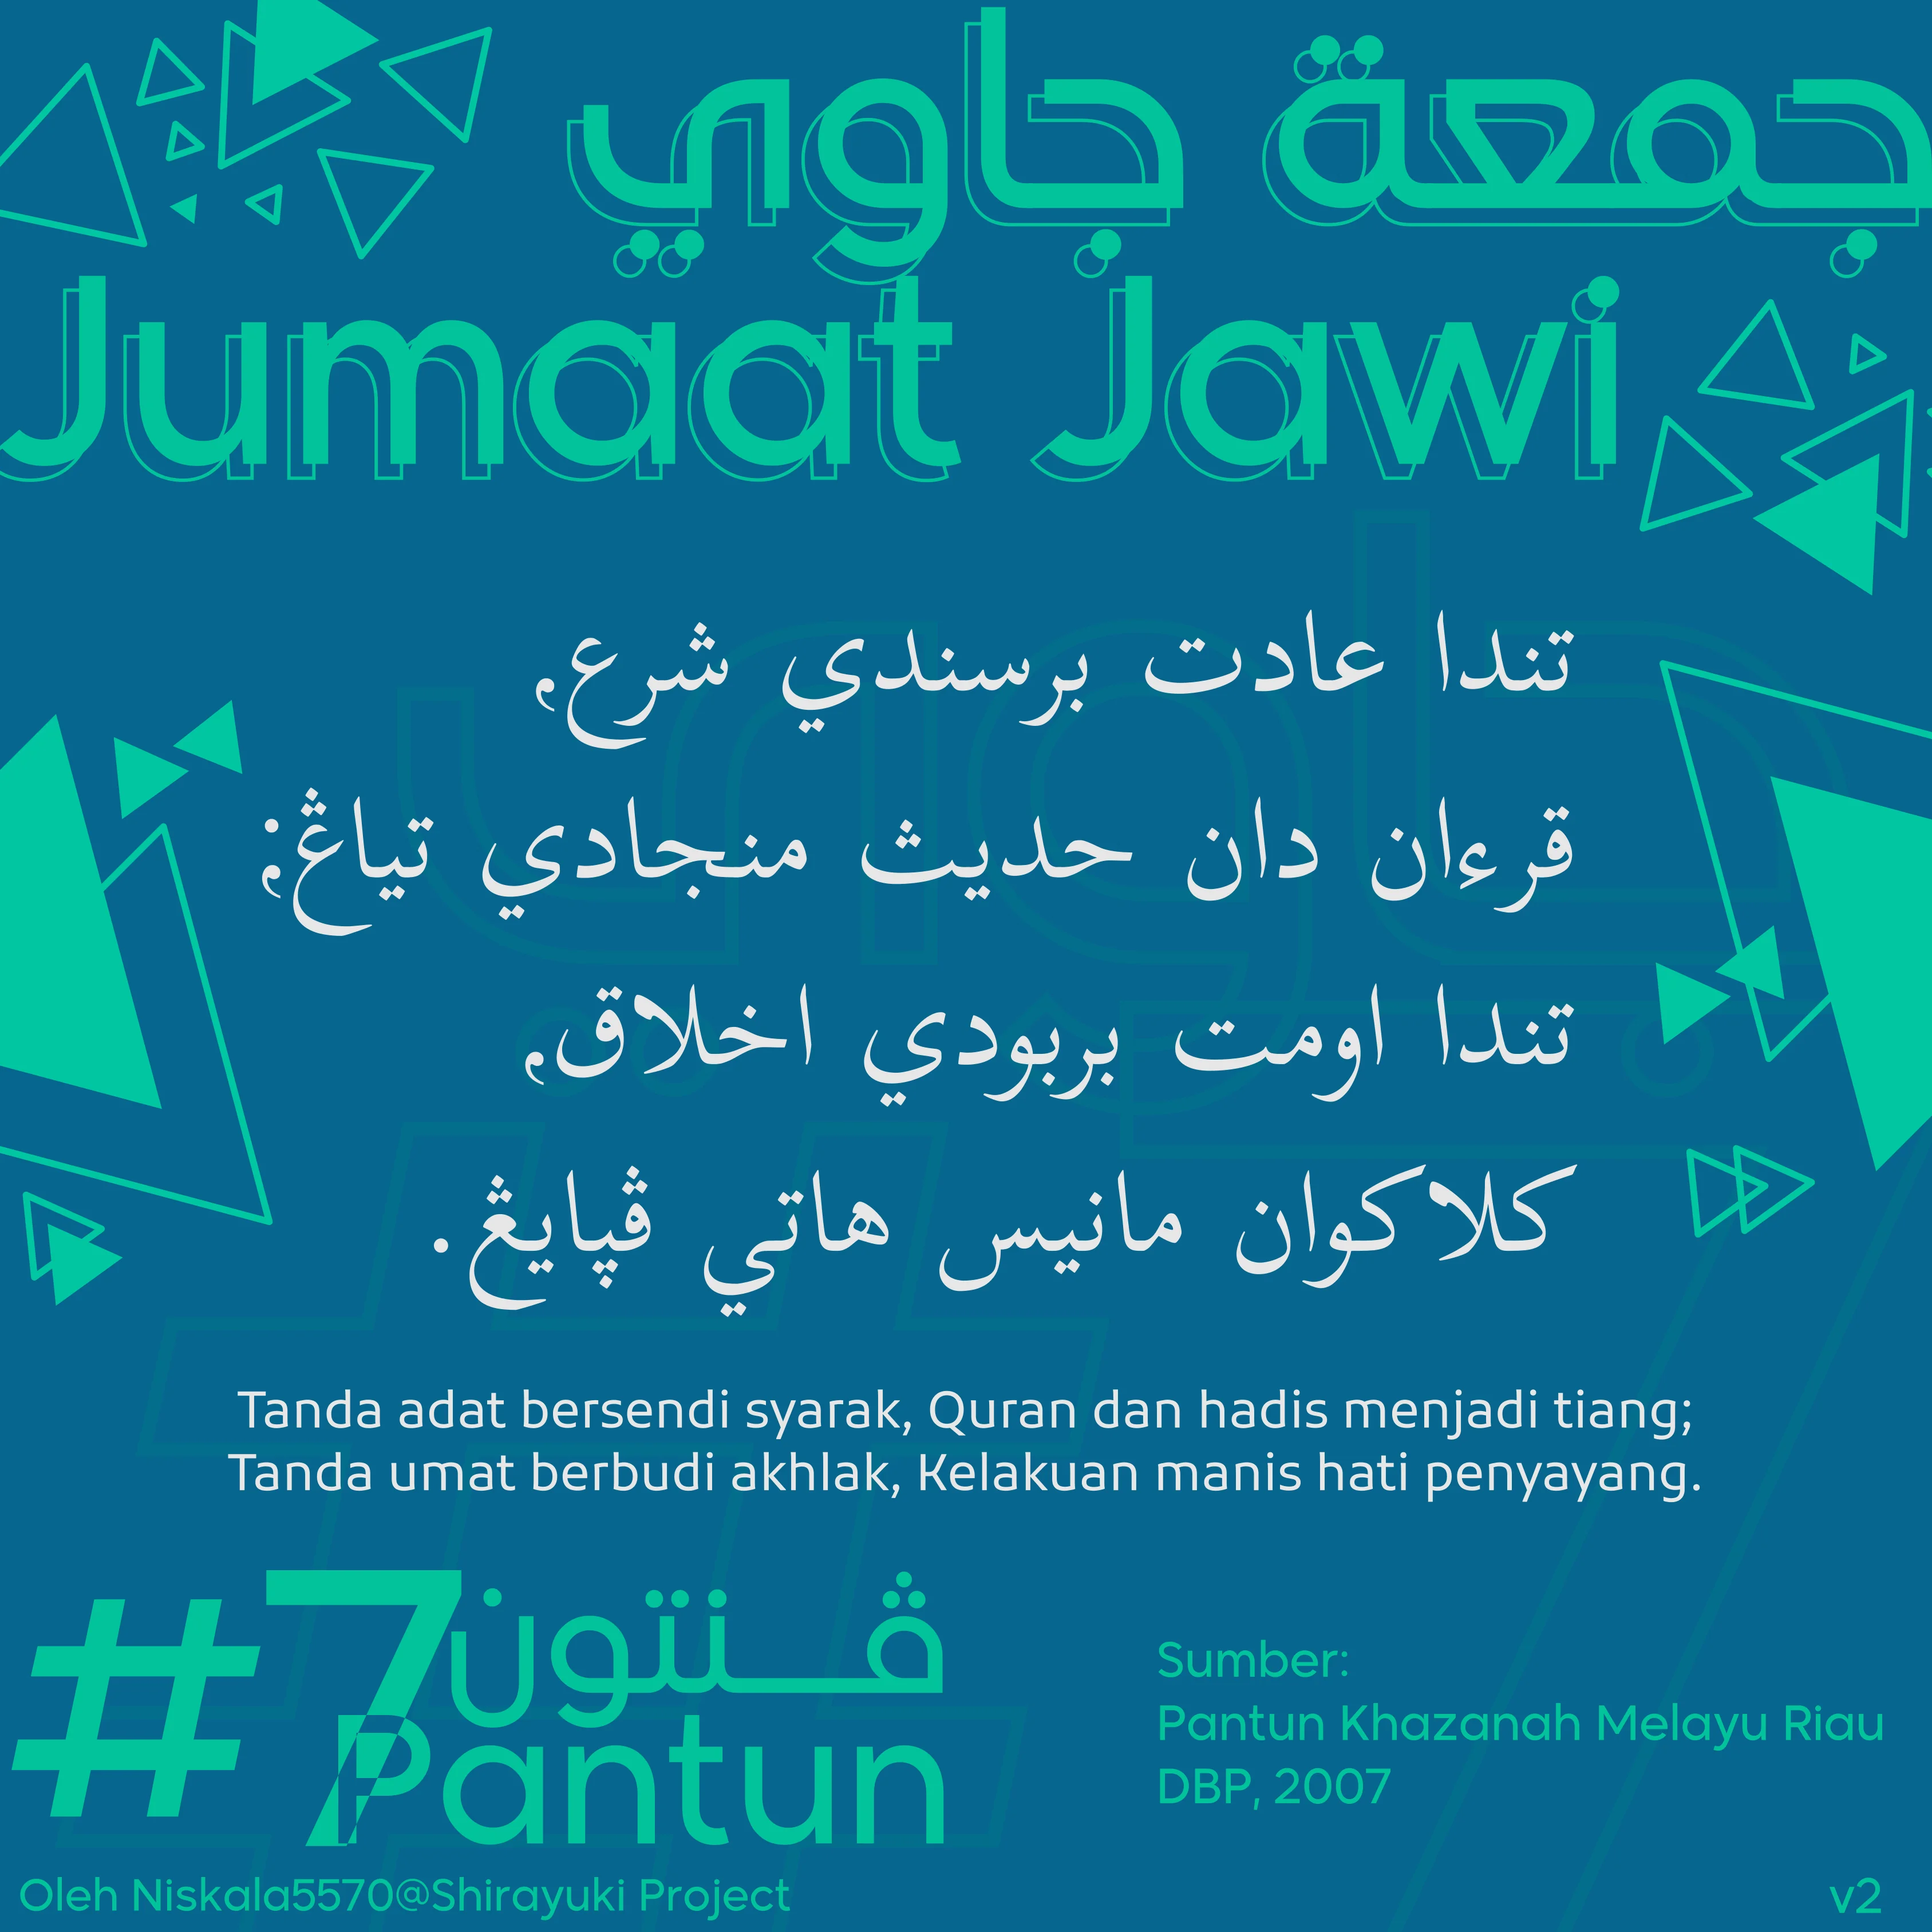 جمعة جاوي
Jumaat Jawi
تندا عادت برسندي شرع⹁
قرءان دان حديث منجادي تياڠ؛
تندا اومت بربودي اخلاق⹁
كلاكوان مانيس هاتي ڤپايڠ.
Tanda adat bersendi syarak, Quran dan hadis menjadi tiang;
Tanda umat berbudi akhlak, Kelakuan manis hati penyayang.
#7 ڤنتون
Pantun
Sumber:
Pantun Khazanah Melayu Riau
DBP, 2007
Oleh Niskala5570@Shirayuki Project
v2